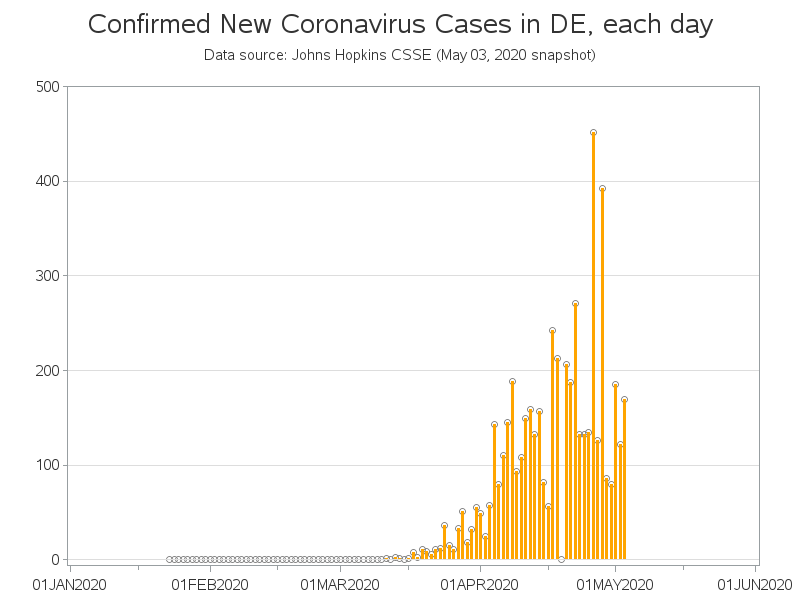 Confirmed New Coronavirus Cases in DE, each day
Data source: Johns Hopkins CSSE (May 03, 2020 snapshot)
500
400
300
200
100
0
01JAN2020 01FEB2020 01MAR2020 01APR2020 01MAY2020 01JUN2020